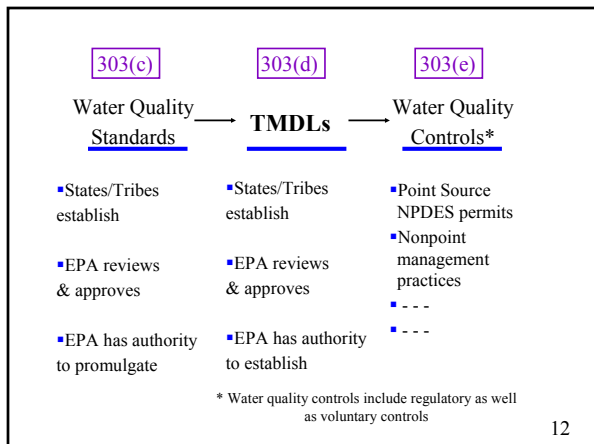 303(c)
303(d)
303(e)
Water Quality
Standards
TMDLs
Water Quality
Controls*
▪States/Tribes
establish
▪EPA reviews
& approves
▪EPA has authority
to promulgate
▪States/Tribes
establish
▪EPA reviews
& approves
▪EPA has authority
to establish
▪Point Source
NPDES permits
▪Nonpoint
management
practices
▪ - - -
▪ - - -
* Water quality controls include regulatory as well
as voluntary controls
12